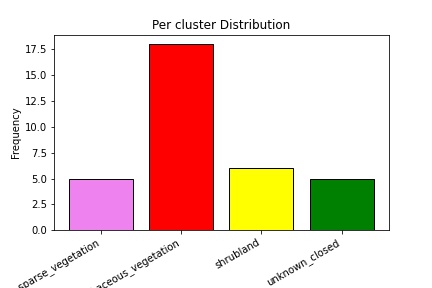 Per cluster Distribution
Frequency
17.5
15.0
12.5
10.0
7.5
5.0
2.5
0.0
sparse_vegetation
aceous_vegetation
shrubland
unknown_closed